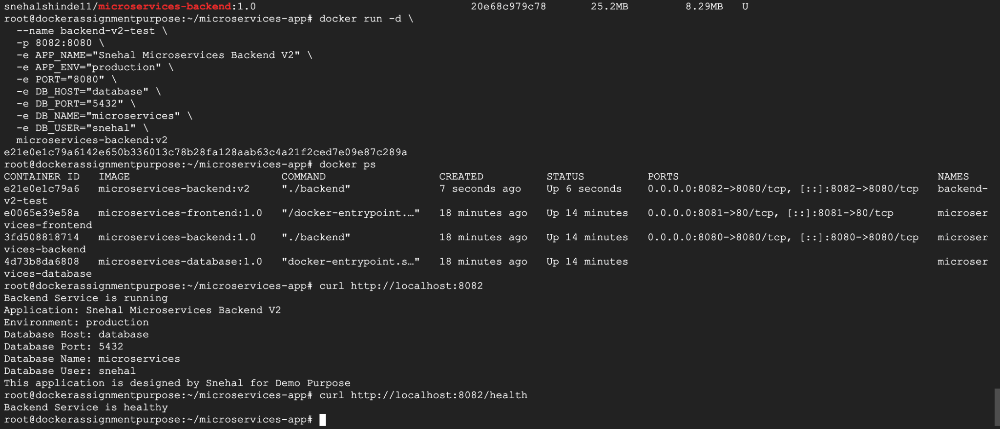 snehalshinde11/microservices-backend:1.0                                  20e68c979c78       25.2MB         8.29MB   U
root@dockerassignmentpurpose:~/microservices-app# docker run -d \
  --name backend-v2-test \
  -p 8082:8080 \
  -e APP_NAME="Snehal Microservices Backend V2" \
  -e APP_ENV="production" \
  -e PORT="8080" \
  -e DB_HOST="database" \
  -e DB_PORT="5432" \
  -e DB_NAME="microservices" \
  -e DB_USER="snehal" \
  microservices-backend:v2
e21e0e1c79a6142e650b336013c78b28fa128aab63c4a21f2ced7e09e87c289a
root@dockerassignmentpurpose:~/microservices-app# docker ps
CONTAINER ID   IMAGE                        COMMAND                  CREATED          STATUS          PORTS                                         NAMES
e21e0e1c79a6   microservices-backend:v2     "./backend"              7 seconds ago    Up 6 seconds    0.0.0.0:8082->8080/tcp, [::]:8082->8080/tcp   backend-
v2-test
e0065e39e58a   microservices-frontend:1.0   "/docker-entrypoint.…"   18 minutes ago   Up 14 minutes   0.0.0.0:8081->80/tcp, [::]:8081->80/tcp       microser
vices-frontend
3fd508818714   microservices-backend:1.0    "./backend"              18 minutes ago   Up 14 minutes   0.0.0.0:8080->8080/tcp, [::]:8080->8080/tcp   microser
vices-backend
4d73b8da6808   microservices-database:1.0   "docker-entrypoint.s…"   18 minutes ago   Up 14 minutes                                                 microser
vices-database
root@dockerassignmentpurpose:~/microservices-app# curl http://localhost:8082
Backend Service is running
Application: Snehal Microservices Backend V2
Environment: production
Database Host: database
Database Port: 5432
Database Name: microservices
Database User: snehal
This application is designed by Snehal for Demo Purpose
root@dockerassignmentpurpose:~/microservices-app# curl http://localhost:8082/health
Backend Service is healthy
root@dockerassignmentpurpose:~/microservices-app#